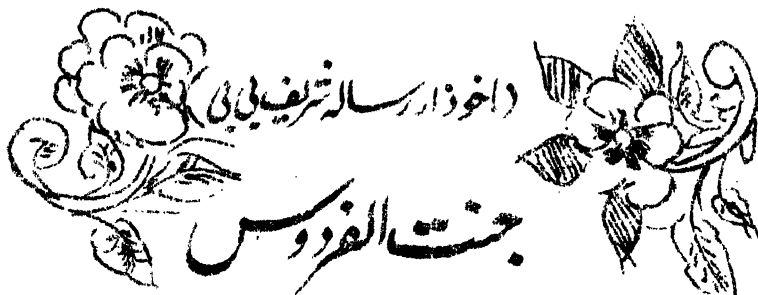 (ماخوذ از رسالہ شریف بی بی)
جنت الفردوس